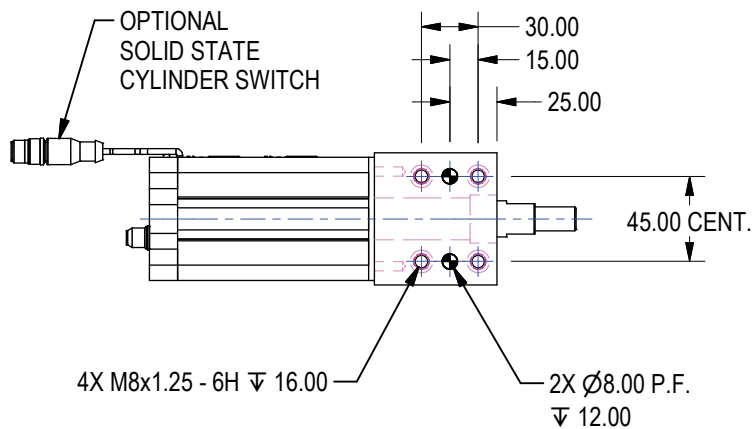 OPTIONAL
SOLID STATE
CYLINDER SWITCH
30.00
15.00
25.00
45.00 CENT.
4X M8x1.25 - 6H ↧ 16.00
2X Ø8.00 P.F.
↧ 12.00